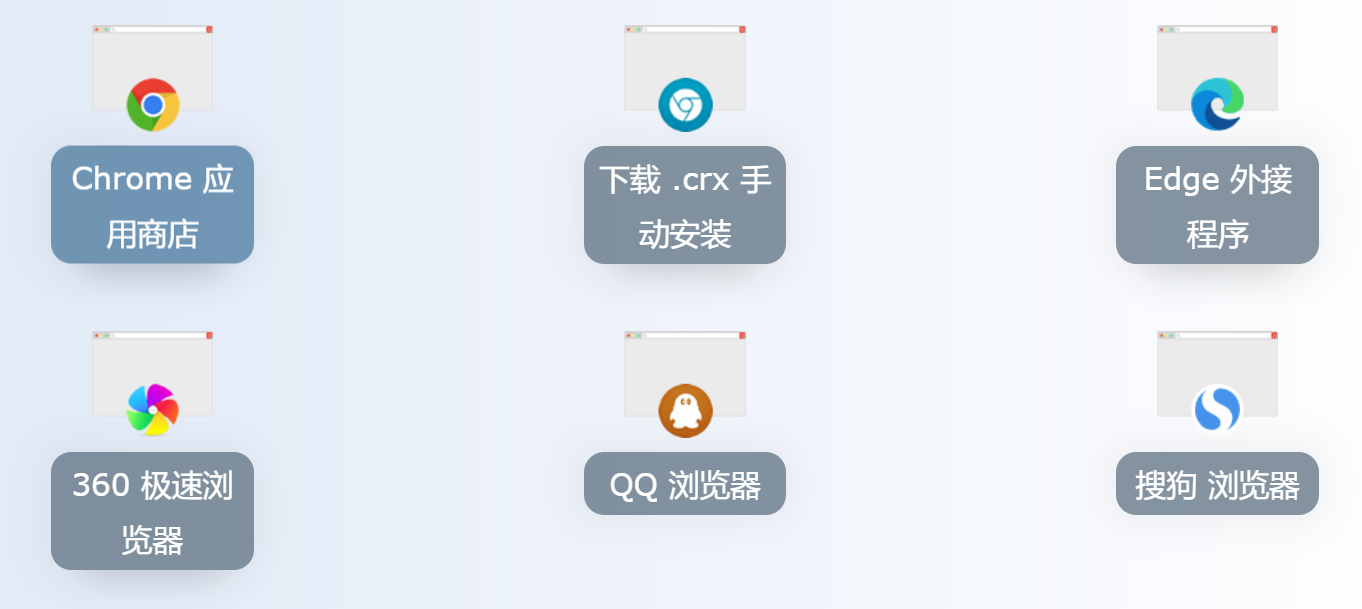 Chrome 应
用商店
下载 .crx 手
动安装
Edge 外接
程序
360 极速浏
览器
QQ 浏览器
搜狗 浏览器